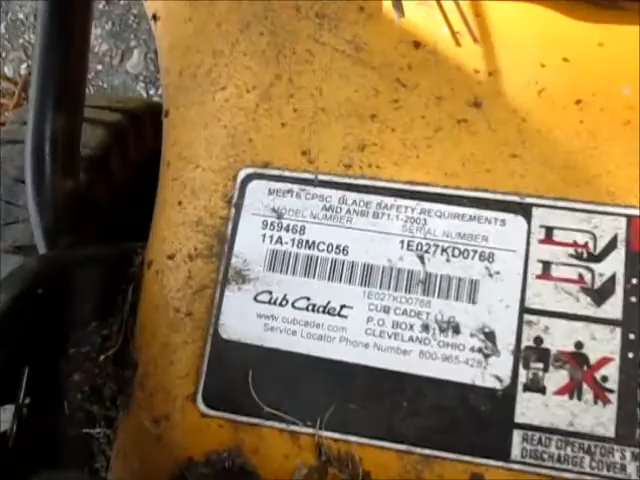 MEETS CPSC BLADE SAFETY REQUIREMENTS
AND ANSI B71.1-2003
MODEL NUMBER SERIAL NUMBER
959468
11A-18MC056 1E027KD0768
1E027KD0768
Cub Cadet CUB CADET
www.cubcadet.com P.O. BOX
CLEVELAND, OHIO
Service Locator Phone Number 800-965-4282
READ OPERATOR'S
DISCHARGE COVER